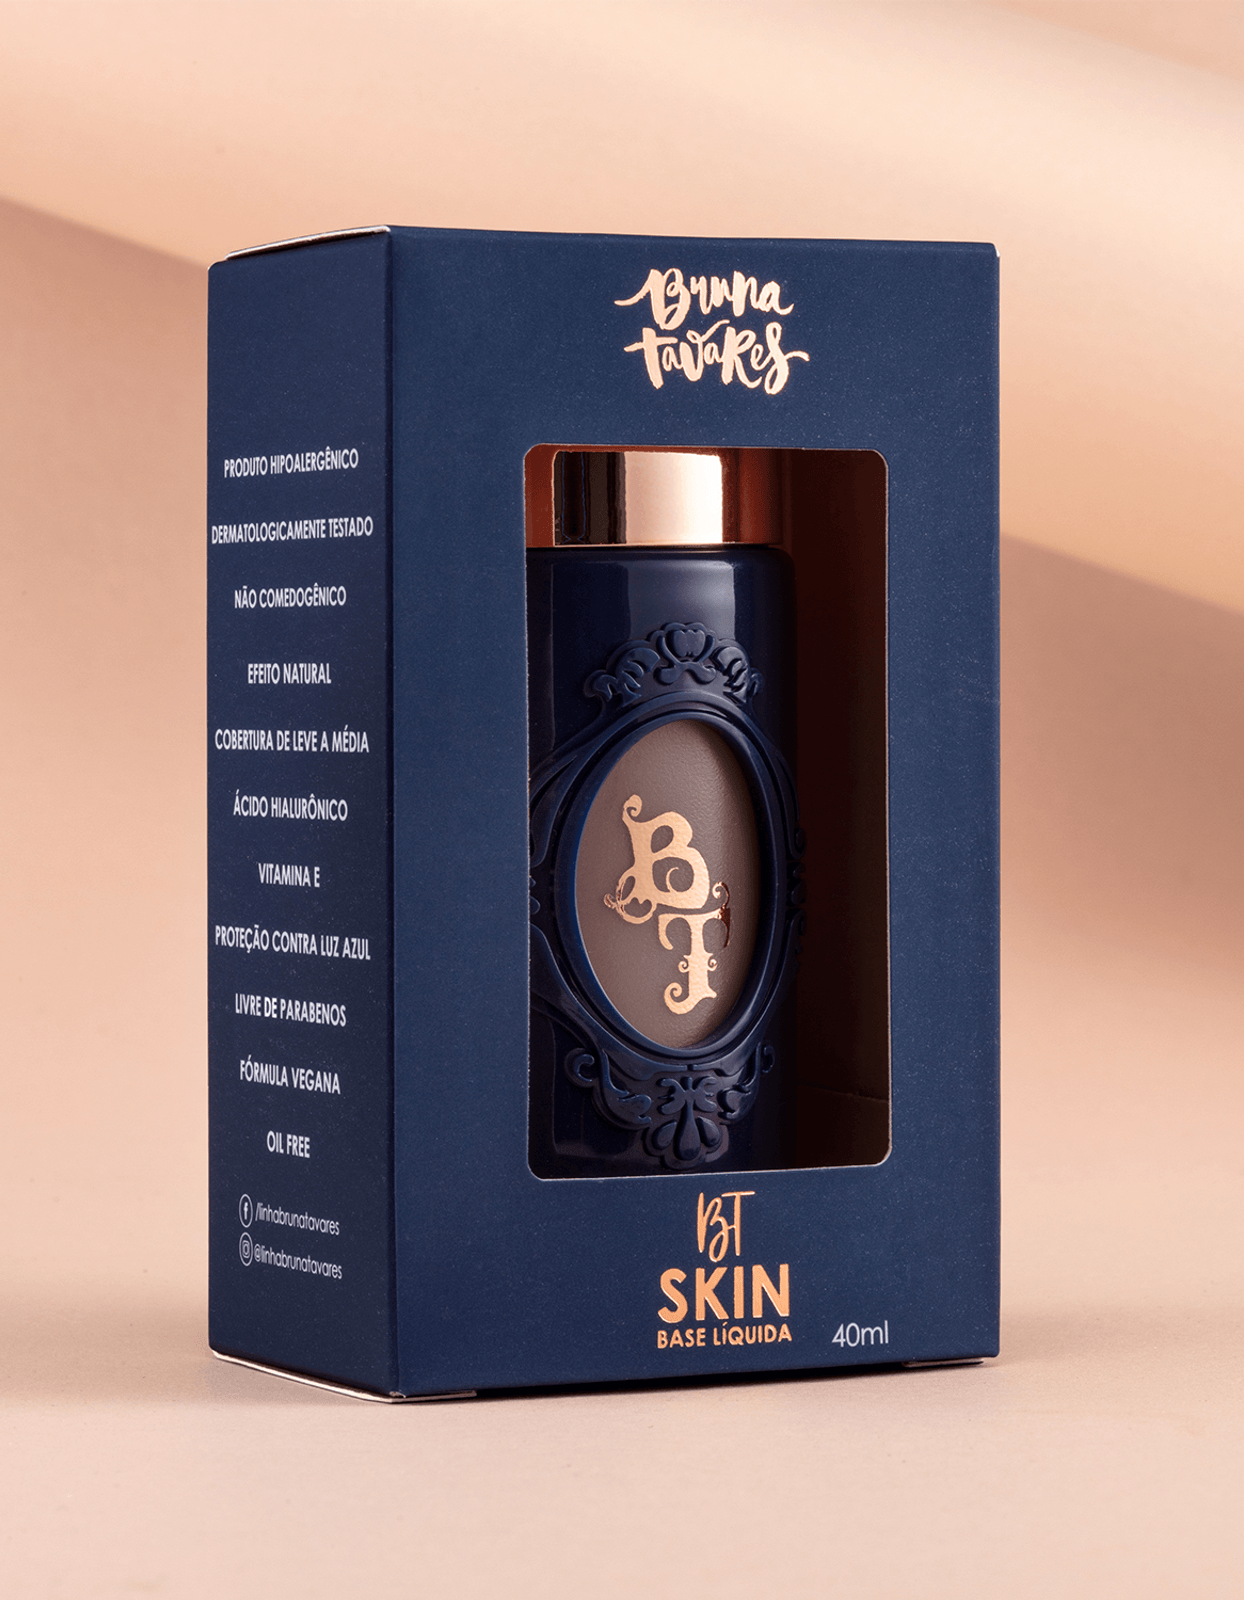 Bruna
Tavares
PRODUTO HIPOALERGÊNICO
DERMATOLOGICAMENTE TESTADO
NÃO COMEDOGÊNICO
EFEITO NATURAL
COBERTURA DE LEVE A MÉDIA
ÁCIDO HIALURÔNICO
VITAMINA E
PROTEÇÃO CONTRA LUZ AZUL
LIVRE DE PARABENOS
FÓRMULA VEGANA
OIL FREE
/linhabrunatavares
@linhabrunatavares
B
T
BT
SKIN
BASE LÍQUIDA
40ml